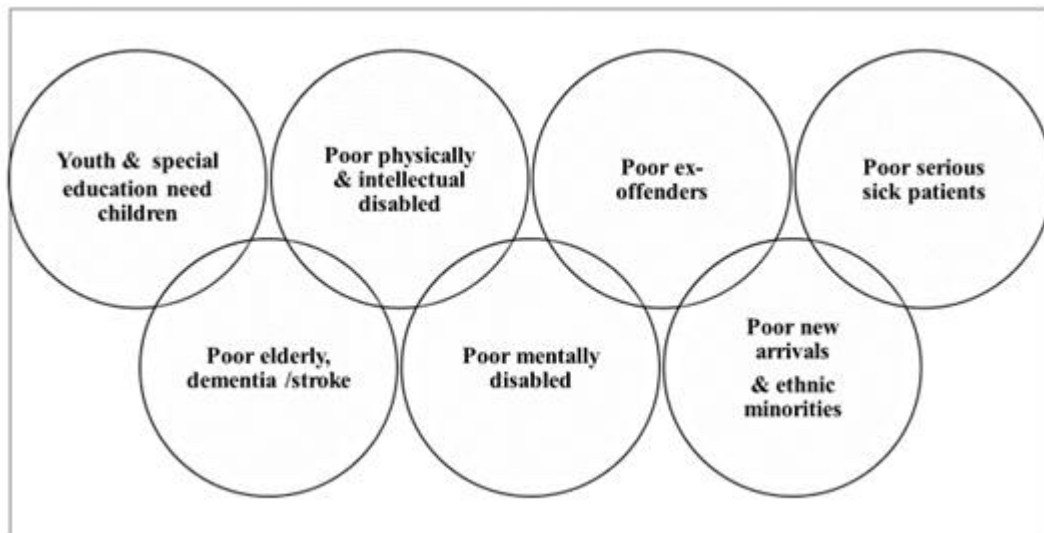 Youth & special
education need
children
Poor physically
& intellectual
disabled
Poor ex-
offenders
Poor serious
sick patients
Poor elderly,
dementia /stroke
Poor mentally
disabled
Poor new
arrivals
& ethnic
minorities